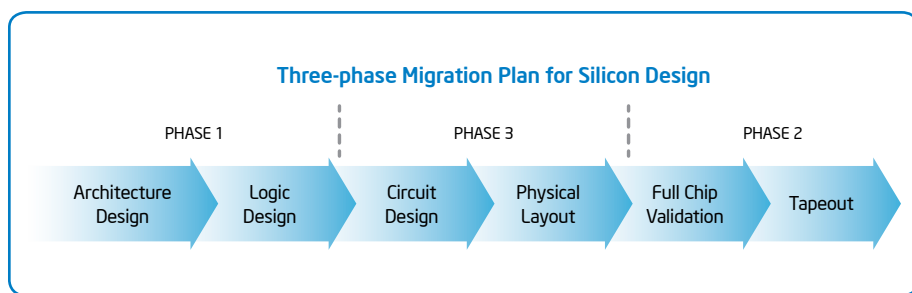 Three-phase Migration Plan for Silicon Design
PHASE 1
PHASE 3
PHASE 2
Architecture
Design
Logic
Design
Circuit
Design
Physical
Layout
Full Chip
Validation
Tapeout